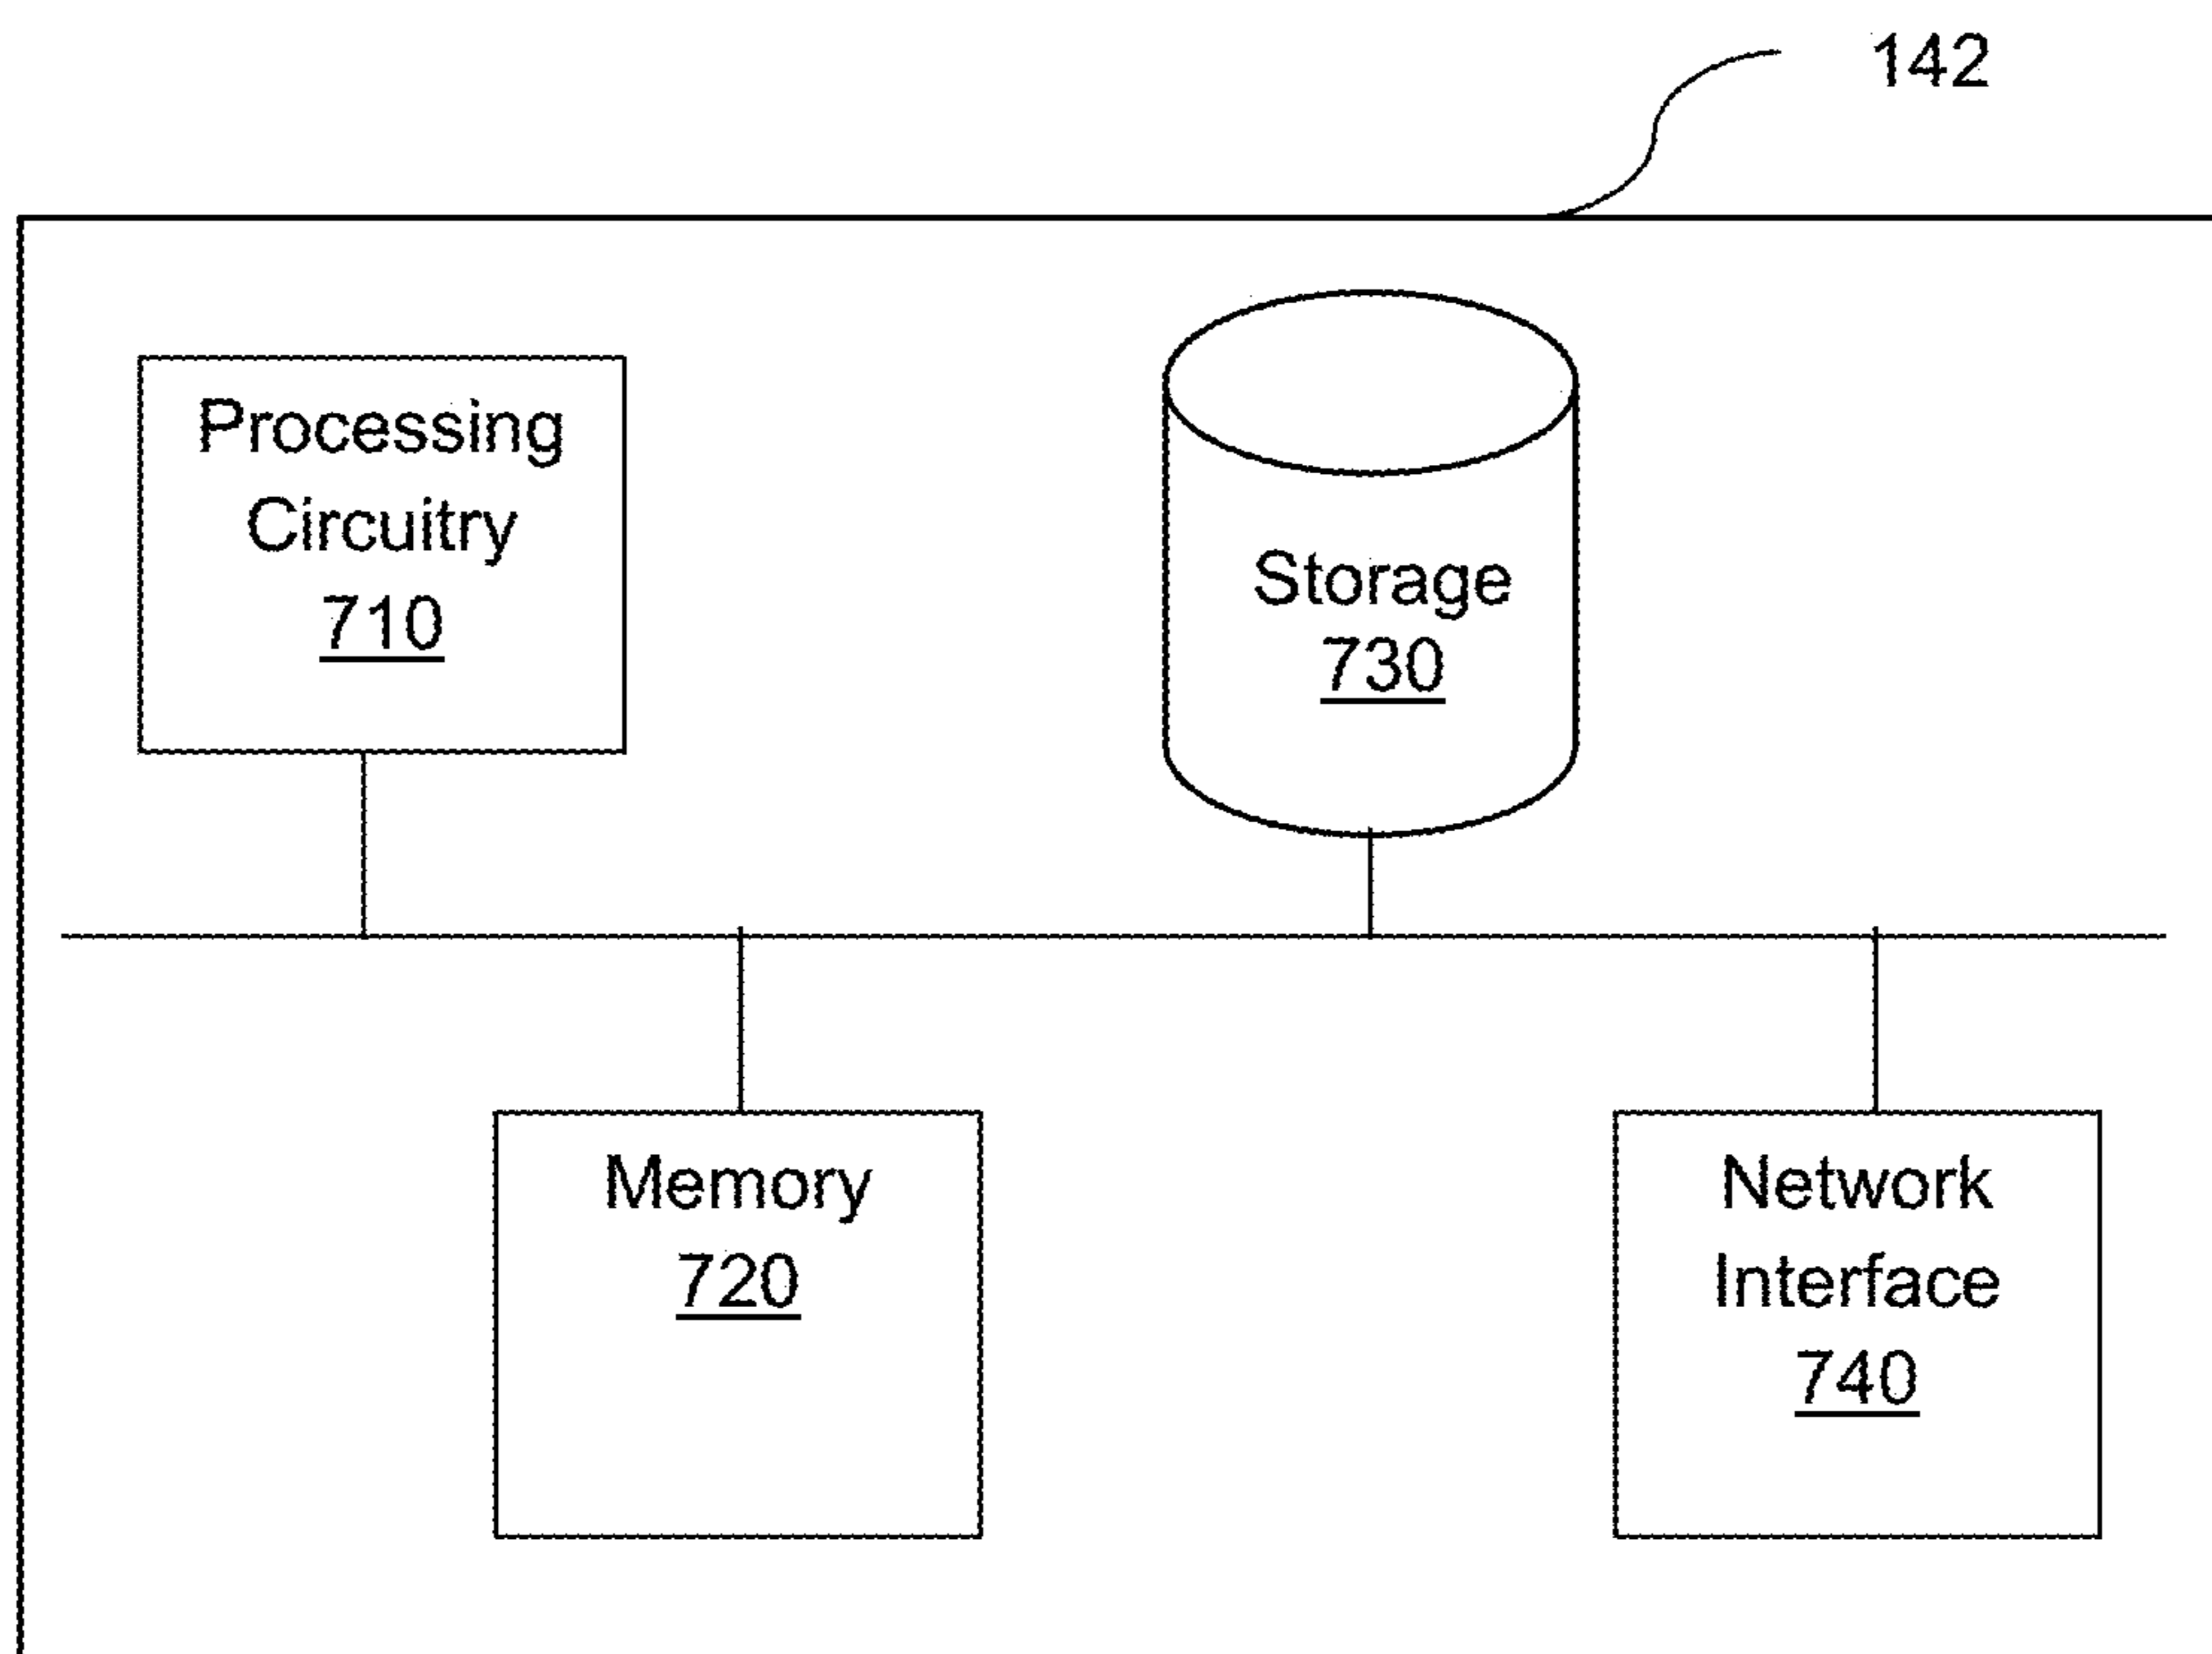 142
Processing
Circuitry
710
Storage
730
Memory
720
Network
Interface
740